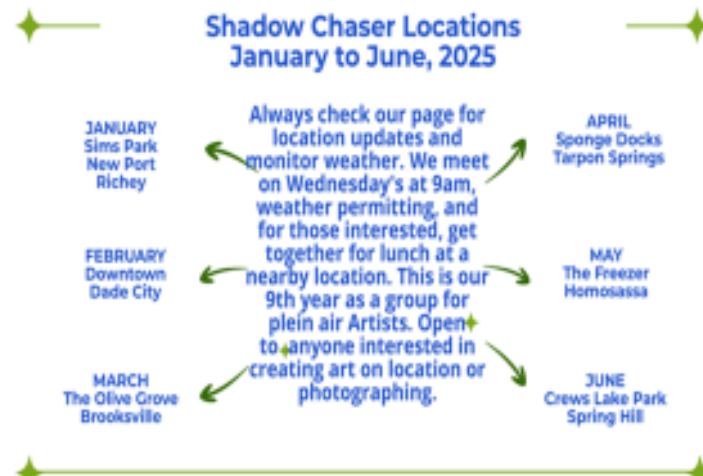 Shadow Chaser Locations
January to June, 2025
JANUARY
Sims Park
New Port
Richey
FEBRUARY
Downtown
Dade City
MARCH
The Olive Grove
Brooksville
Always check our page for
location updates and
monitor weather. We meet
on Wednesday's at 9am,
weather permitting, and
for those interested, get
together for lunch at a
nearby location. This is our
9th year as a group for
plein air Artists. Open
to anyone interested in
creating art on location or
photographing.
APRIL
Sponge Docks
Tarpon Springs
MAY
The Freezer
Homosassa
JUNE
Crews Lake Park
Spring Hill